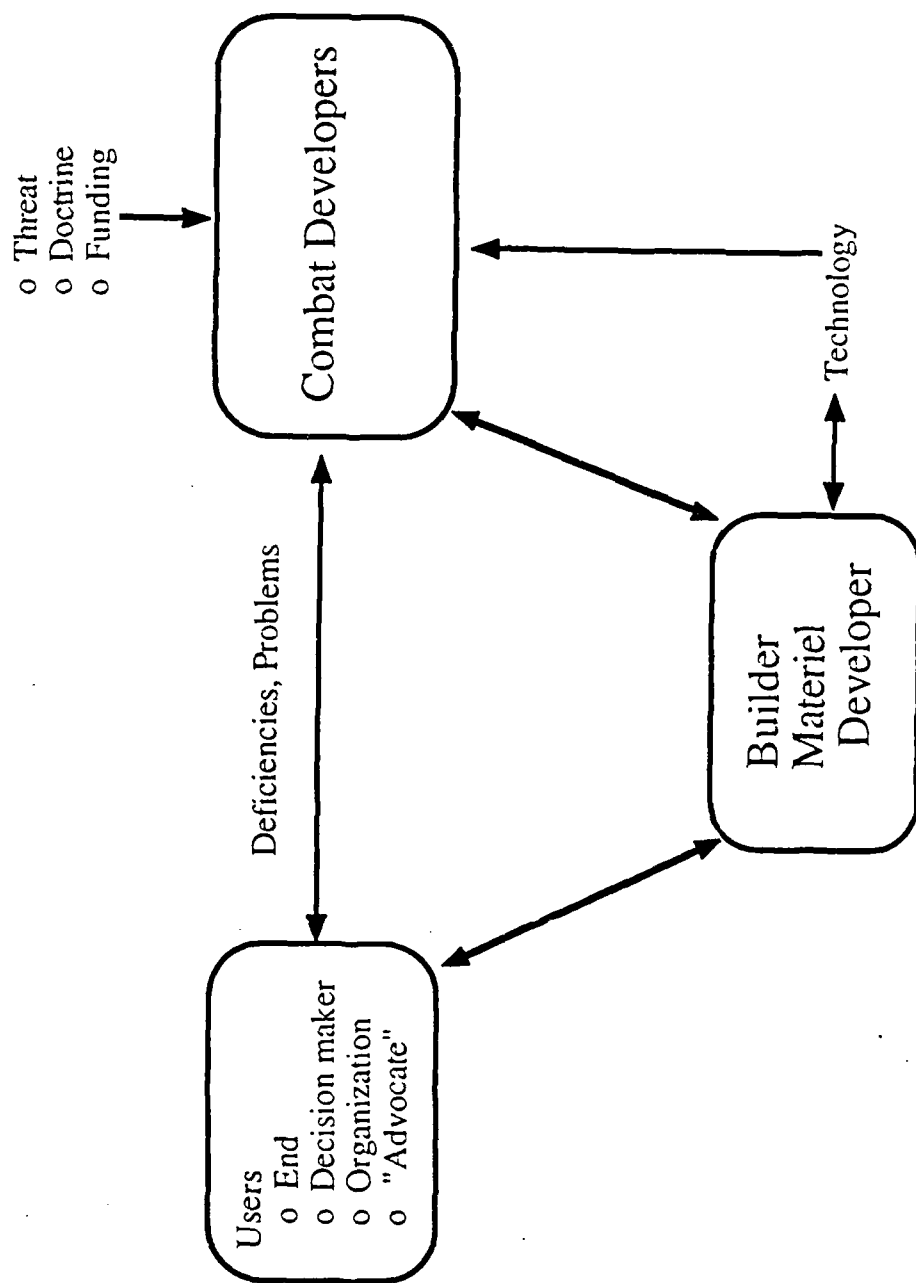 o Threat
o Doctrine
o Funding
Combat Developers
Deficiencies, Problems
Users
o End
o Decision maker
o Organization
o "Advocate"
Technology
Builder
Materiel
Developer